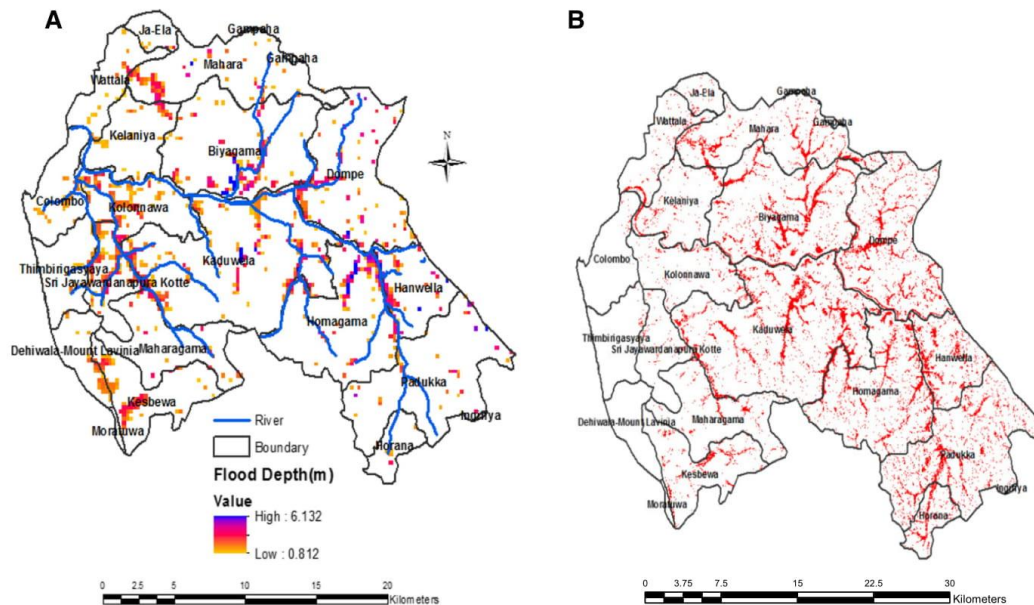 A
Ja-Ela
Gampaha
Gampaha
Mahara
Wattala
Kelaniya
Biyagama
Dompe
Colombo
Kolonnawa
Kaduwela
Thimbirigasyaya
Sri Jayawardanapura Kotte
Hanwella
Homagama
Dehiwala-Mount Lavinia
Maharagama
Padukka
Kesbewa
Moratuwa
Ingiriya
Horana
N
River
Boundary
Flood Depth(m)
Value
High : 6.132
Low : 0.812
0 2.5 5 10 15 20
Kilometers
B
Ja-Ela
Gampaha
Wattala
Mahara
Gampaha
Kelaniya
Biyagama
Dompe
Colombo
Kolonnawa
Kaduwela
Thimbirigasyaya
Sri Jayawardanapura Kotte
Hanwella
Homagama
Dehiwala-Mount Lavinia
Maharagama
Padukka
Kesbewa
Ingiriya
Moratuwa
Horana
0 3.75 7.5 15 22.5 30
Kilometers